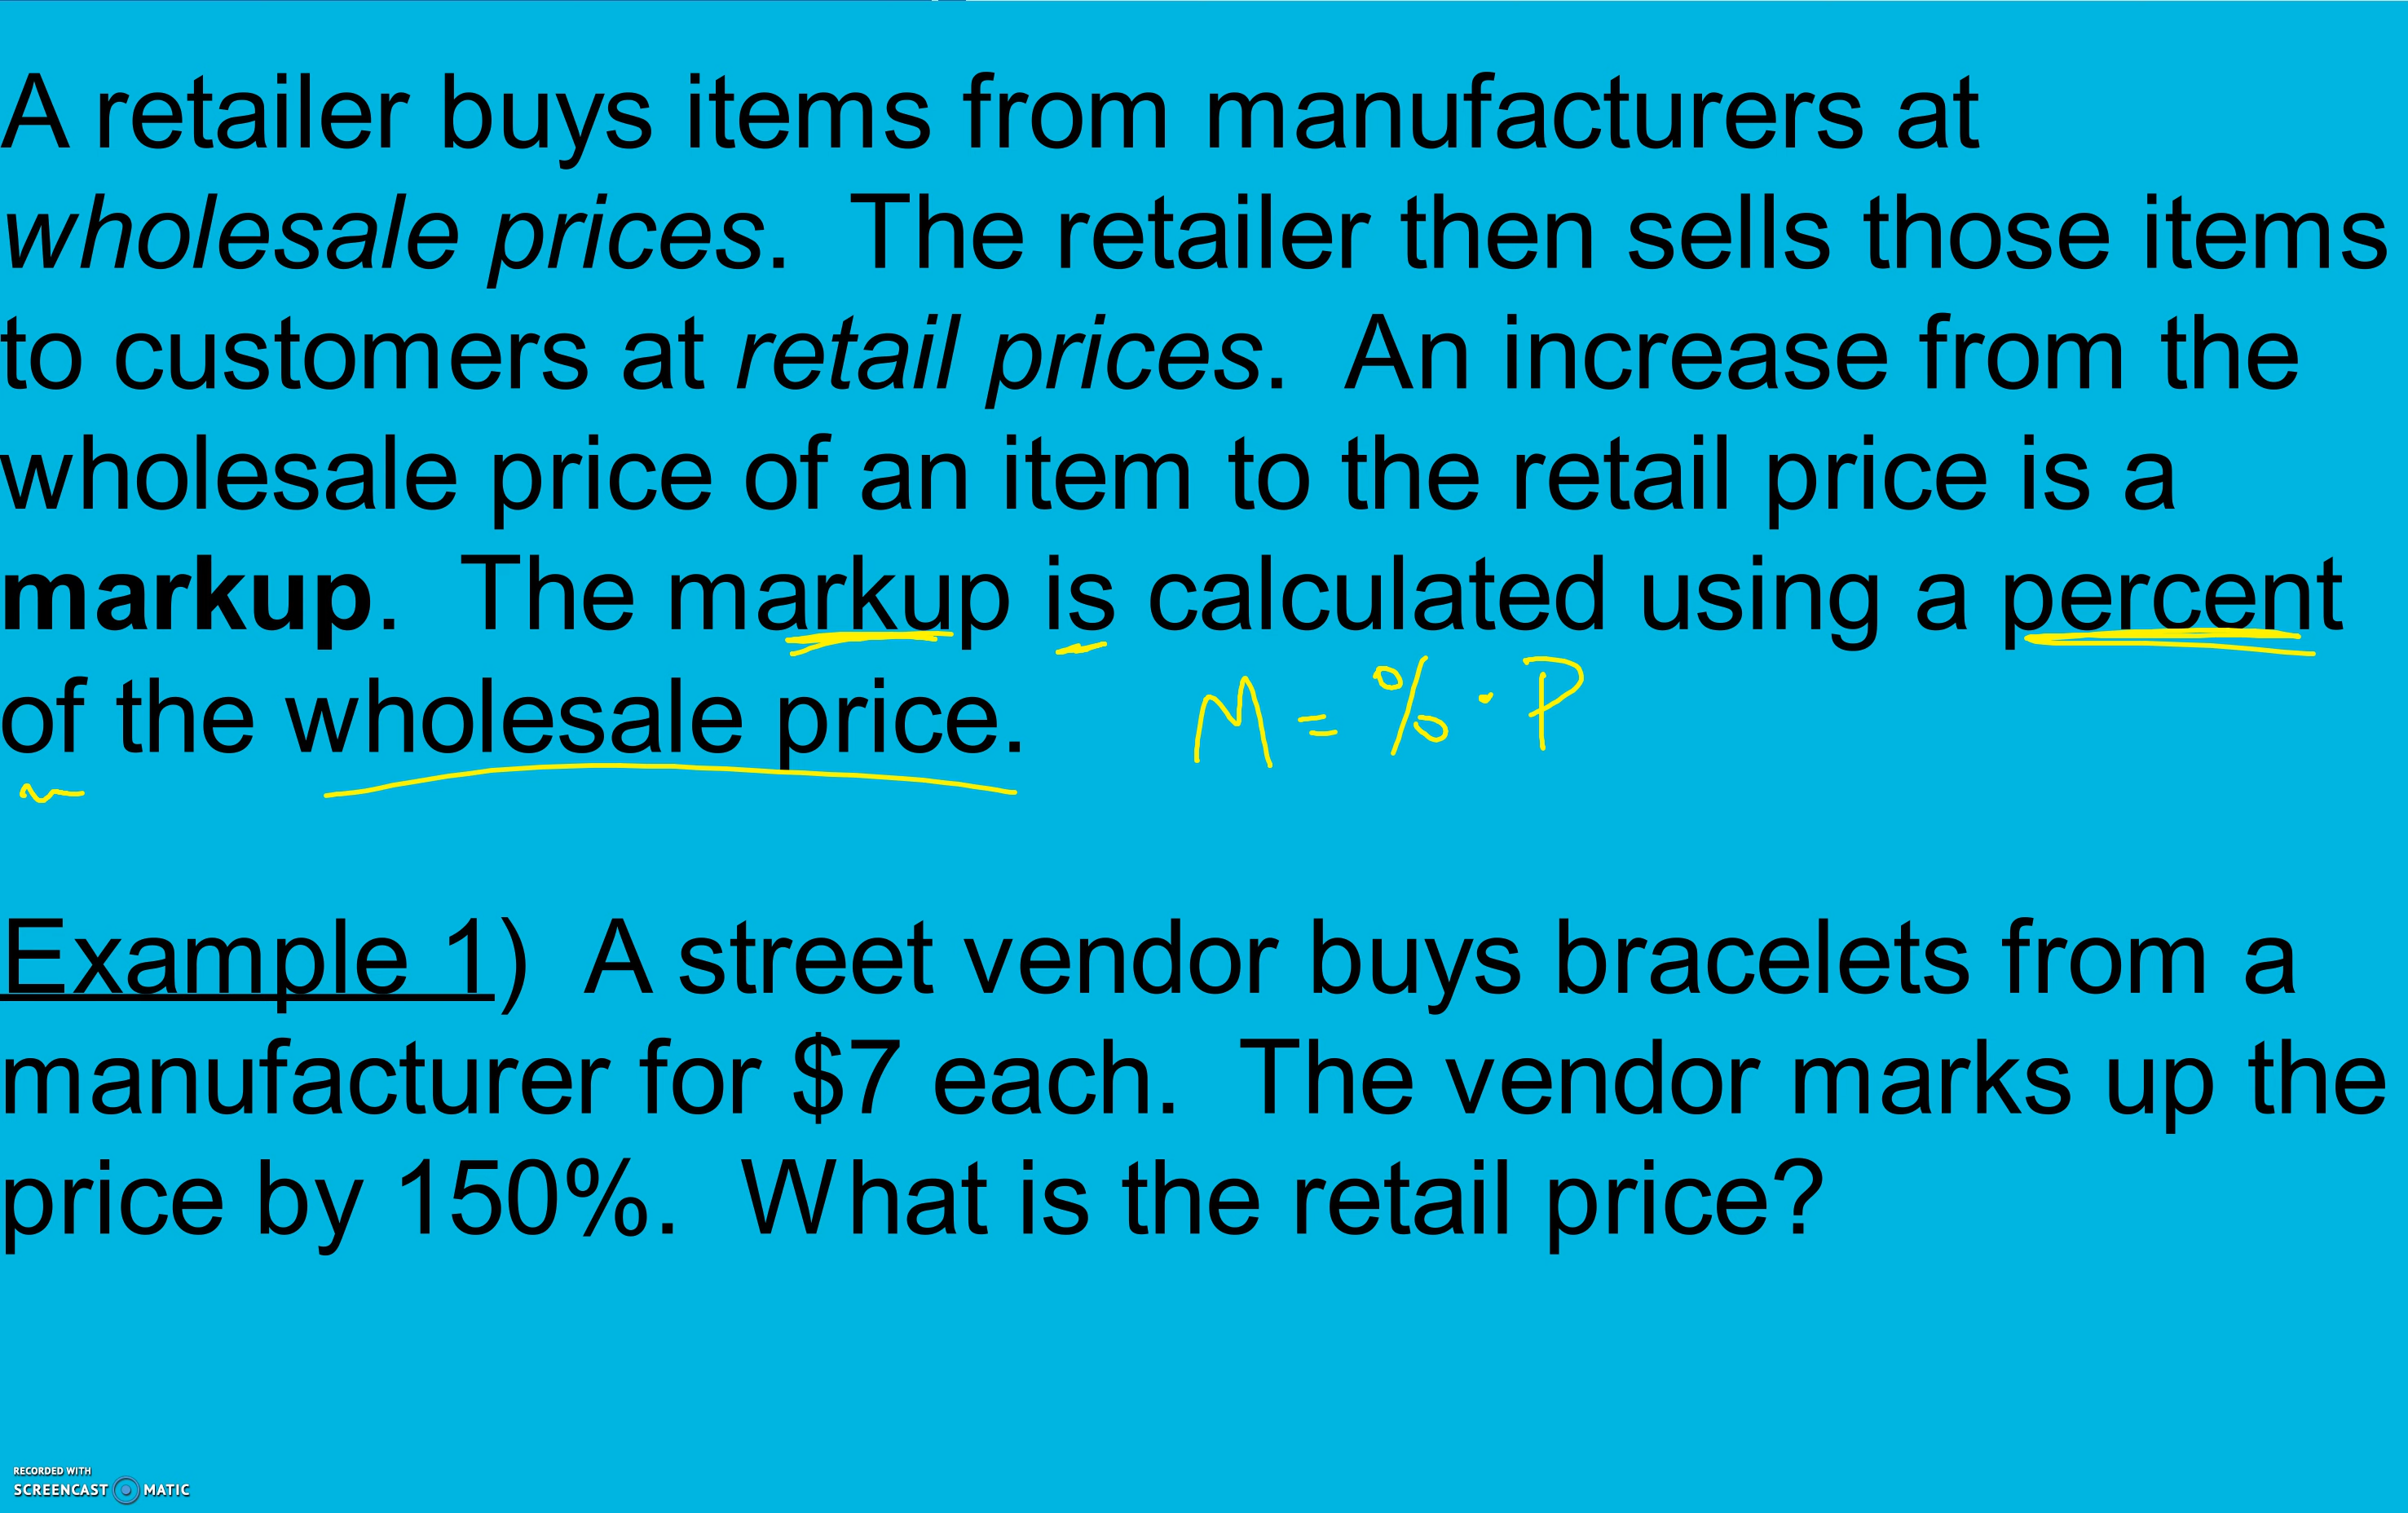 A retailer buys items from manufacturers at
wholesale prices. The retailer then sells those items
to customers at retail prices. An increase from the
wholesale price of an item to the retail price is a
markup. The markup is calculated using a percent
of the wholesale price. M = % · P
Example 1) A street vendor buys bracelets from a
manufacturer for $7 each. The vendor marks up the
price by 150%. What is the retail price?
RECORDED WITH
SCREENCAST MATIC